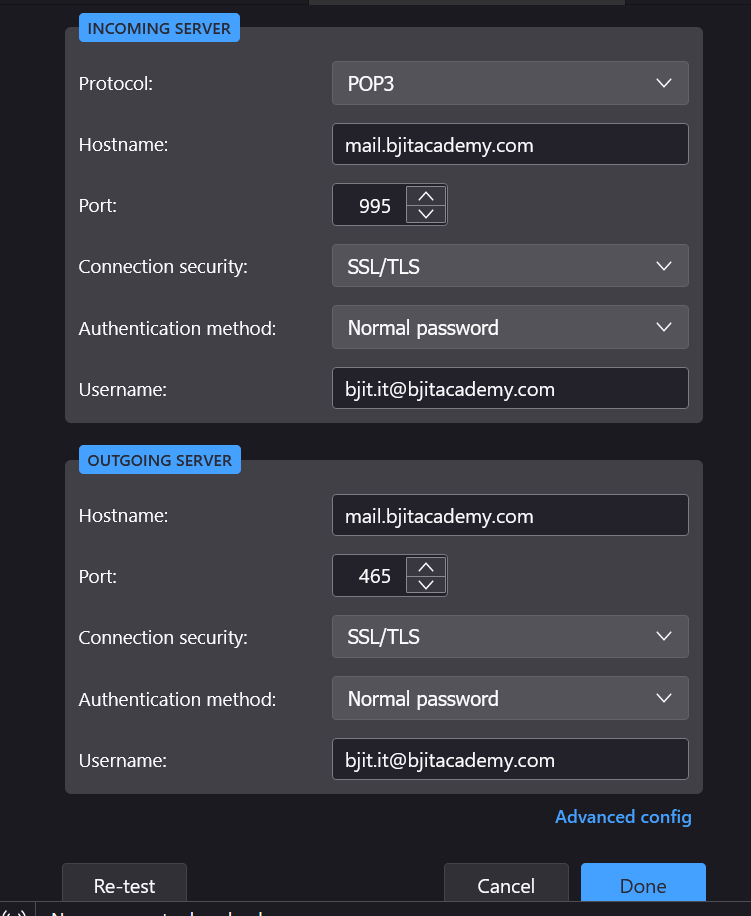 INCOMING SERVER
Protocol: POP3
Hostname: mail.bjitacademy.com
Port: 995
Connection security: SSL/TLS
Authentication method: Normal password
Username: bjit.it@bjitacademy.com
OUTGOING SERVER
Hostname: mail.bjitacademy.com
Port: 465
Connection security: SSL/TLS
Authentication method: Normal password
Username: bjit.it@bjitacademy.com
Advanced config
Re-test Cancel Done